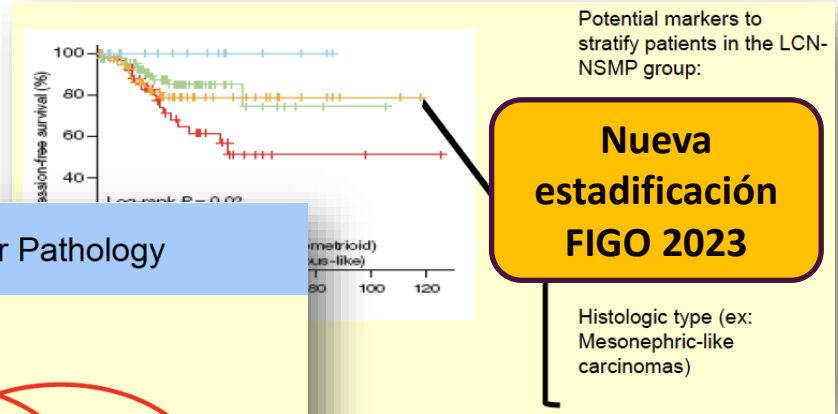 Potential markers to
stratify patients in the LCN-
NSMP group:
100
80
60
40
ession-free survival (%)
Log-rank P = 0.02
Nueva
estadificación
FIGO 2023
r Pathology
ometrioid)
ous-like)
80
100
120
Histologic type (ex:
Mesonephric-like
carcinomas)